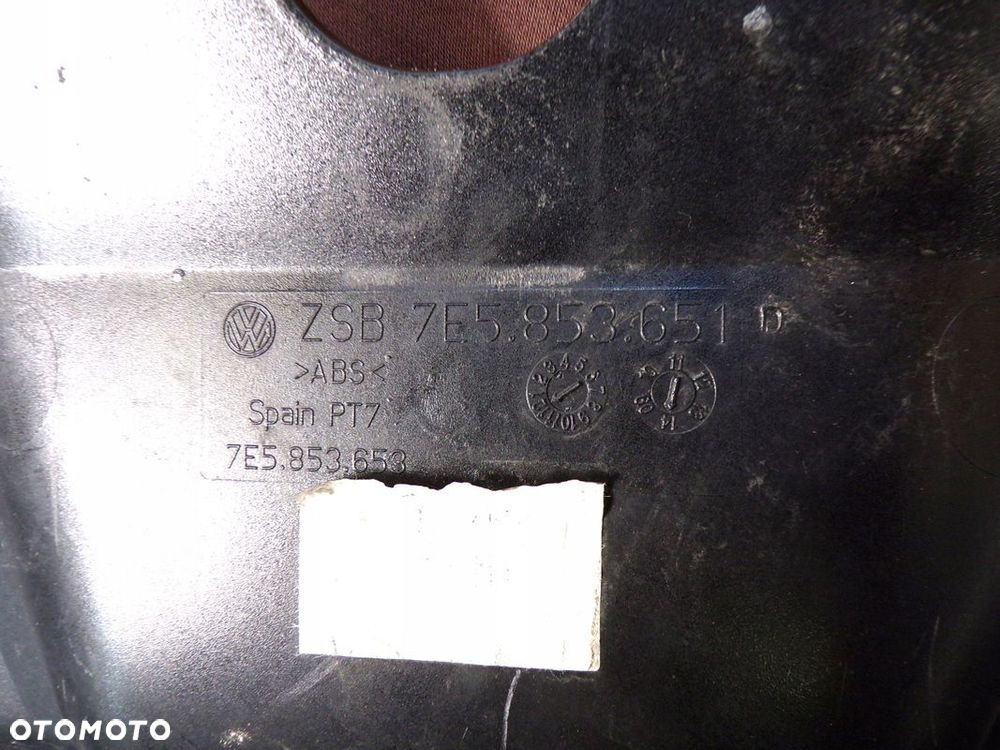 ZSB 7E5.853.651 D
>ABS<
Spain PT7
7E5.853.653
OTOMOTO